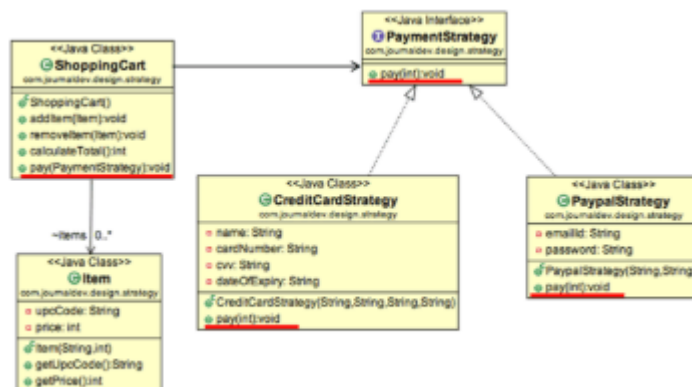 <<Java Class>>
ShoppingCart
com.journaldev.design.strategy
ShoppingCart()
addItem(Item):void
removeItem(Item):void
calculateTotal():int
pay(PaymentStrategy):void
<<Java Interface>>
PaymentStrategy
com.journaldev.design.strategy
pay(int):void
~items 0..*
<<Java Class>>
Item
com.journaldev.design.strategy
upcCode: String
price: int
Item(String,int)
getUpcCode():String
getPrice():int
<<Java Class>>
CreditCardStrategy
com.journaldev.design.strategy
name: String
cardNumber: String
cvv: String
dateOfExpiry: String
CreditCardStrategy(String,String,String,String)
pay(int):void
<<Java Class>>
PaypalStrategy
com.journaldev.design.strategy
emailId: String
password: String
PaypalStrategy(String,String)
pay(int):void